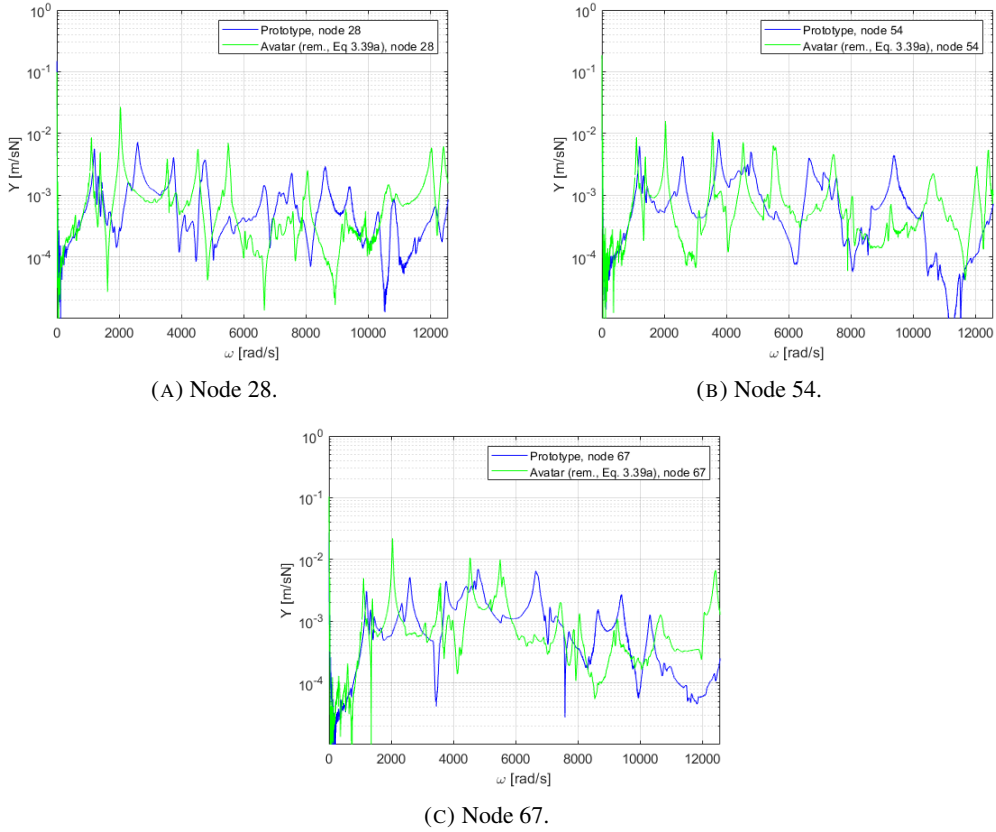 Prototype, node 28
Avatar (rem., Eq 3.39a), node 28
10^0
10^-1
10^-2
10^-3
10^-4
Y [m/sN]
0 2000 4000 6000 8000 10000 12000
ω [rad/s]
(A) Node 28.
Prototype, node 54
Avatar (rem., Eq 3.39a), node 54
10^0
10^-1
10^-2
10^-3
10^-4
Y [m/sN]
0 2000 4000 6000 8000 10000 12000
ω [rad/s]
(B) Node 54.
Prototype, node 67
Avatar (rem., Eq. 3.39a), node 67
10^0
10^-1
10^-2
10^-3
10^-4
Y [m/sN]
0 2000 4000 6000 8000 10000 12000
ω [rad/s]
(C) Node 67.